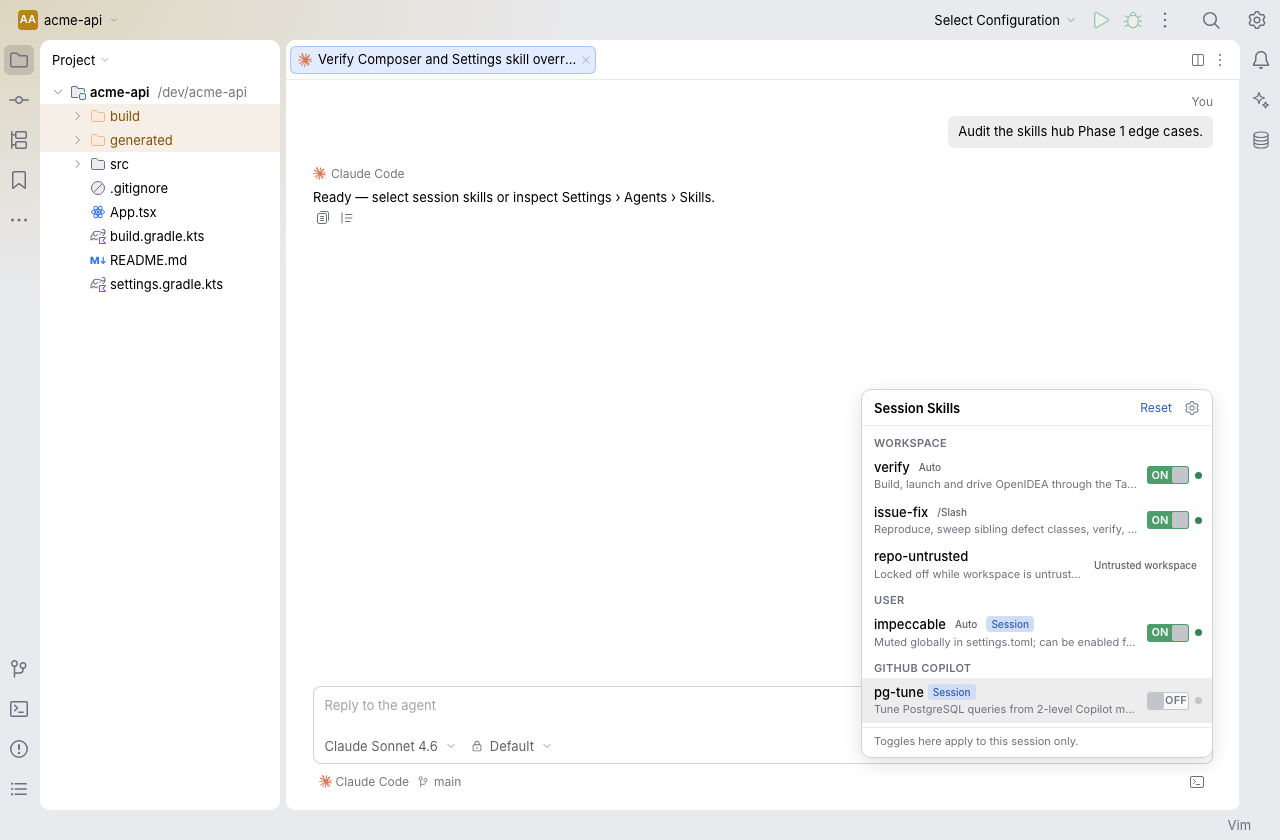 AA acme-api
Select Configuration
Project
acme-api /dev/acme-api
build
generated
src
.gitignore
App.tsx
build.gradle.kts
M↓ README.md
settings.gradle.kts
Verify Composer and Settings skill overr...
You
Audit the skills hub Phase 1 edge cases.
Claude Code
Ready — select session skills or inspect Settings › Agents › Skills.
Session Skills Reset
WORKSPACE
verify Auto
Build, launch and drive OpenIDEA through the Ta...
ON
issue-fix /Slash
Reproduce, sweep sibling defect classes, verify, ...
ON
repo-untrusted
Locked off while workspace is untrust...
Untrusted workspace
USER
impeccable Auto Session
Muted globally in settings.toml; can be enabled f...
ON
GITHUB COPILOT
pg-tune Session
Tune PostgreSQL queries from 2-level Copilot m...
OFF
Toggles here apply to this session only.
Reply to the agent
Claude Sonnet 4.6 Default
Claude Code main
Vim